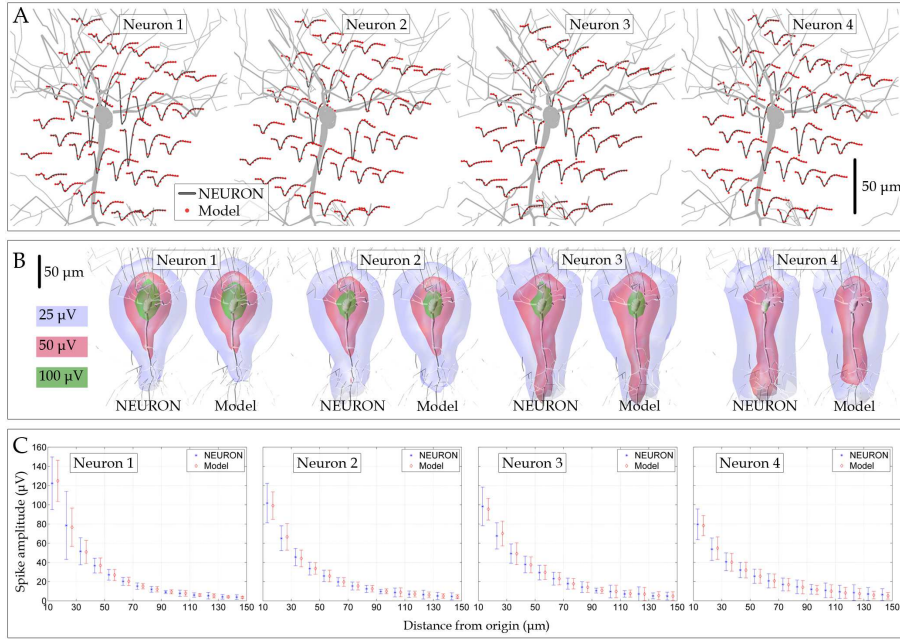 A
Neuron 1
Neuron 2
Neuron 3
Neuron 4
NEURON
Model
50 µm
B
50 µm
Neuron 1
Neuron 2
Neuron 3
Neuron 4
25 µV
50 µV
100 µV
NEURON
Model
NEURON
Model
NEURON
Model
NEURON
Model
C
Neuron 1
NEURON
Model
Neuron 2
NEURON
Model
Neuron 3
NEURON
Model
Neuron 4
NEURON
Model
Spike amplitude (µV)
160
140
120
100
80
60
40
20
0
10 30 50 70 90 110 130 150
10 30 50 70 90 110 130 150
10 30 50 70 90 110 130 150
10 30 50 70 90 110 130 150
Distance from origin (µm)